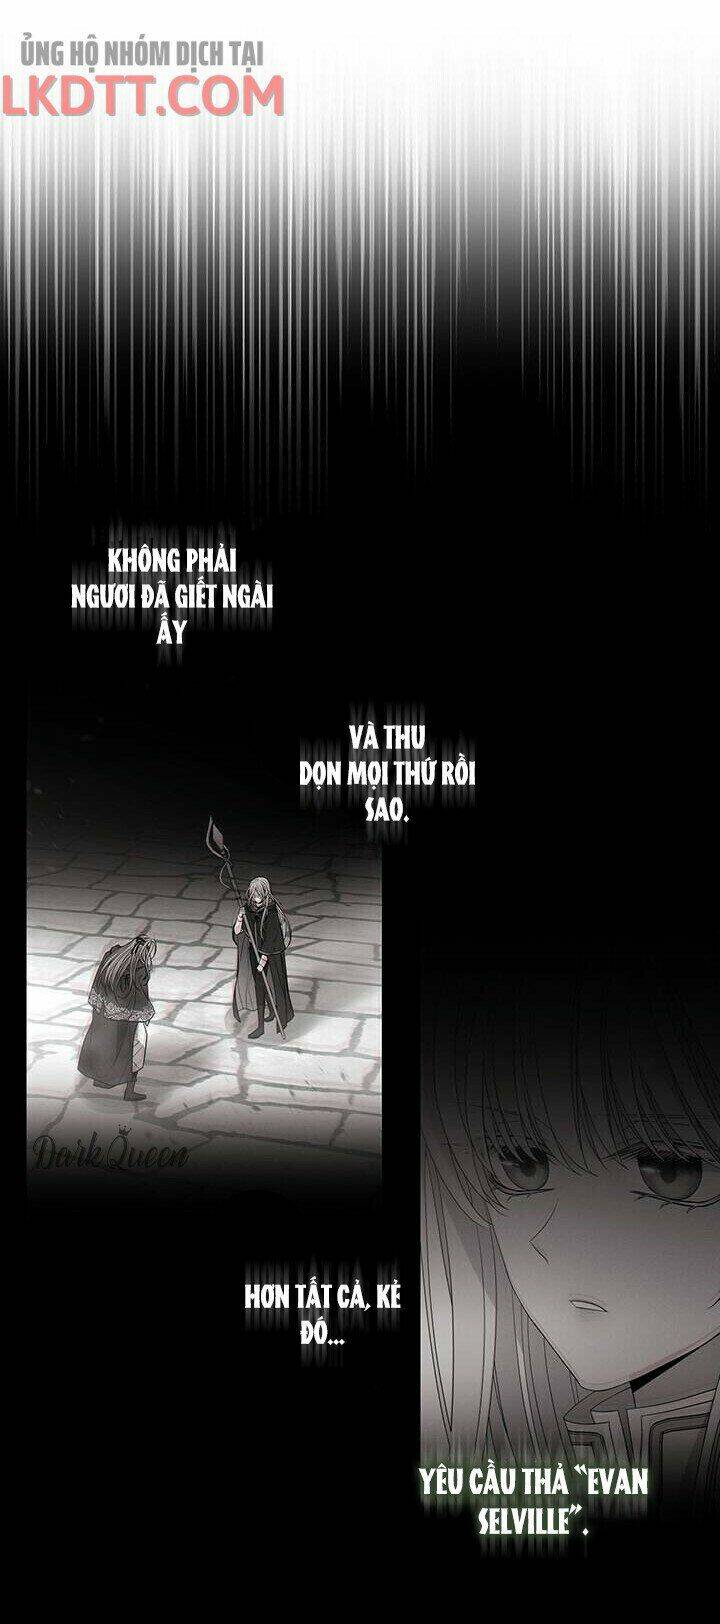 ỦNG HỘ NHÓM DỊCH TẠI
LKDTT.COM
KHÔNG PHẢI
NGƯƠI ĐÃ GIẾT NGÀI
ẤY
VÀ THU
DỌN MỌI THỨ RỒI
SAO.
DarkQueen
HƠN TẤT CẢ, KẺ
ĐÓ...
YÊU CẦU THẢ "EVAN
SELVILLE".